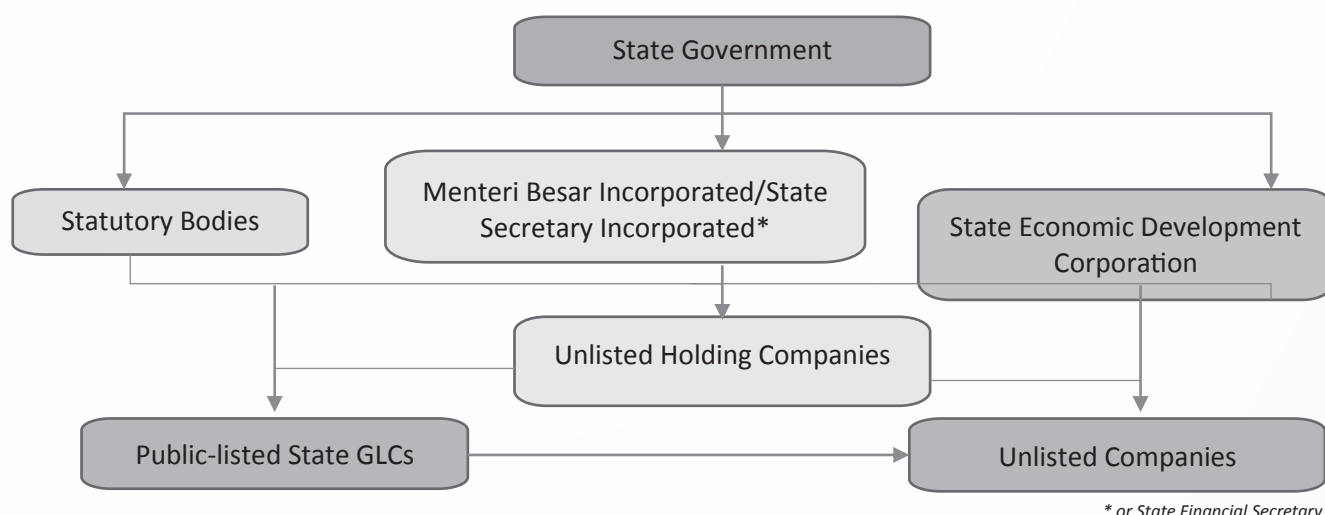 State Government
Menteri Besar Incorporated/State
Secretary Incorporated*
Statutory Bodies
State Economic Development
Corporation
Unlisted Holding Companies
Public-listed State GLCs
Unlisted Companies
* or State Financial Secretary